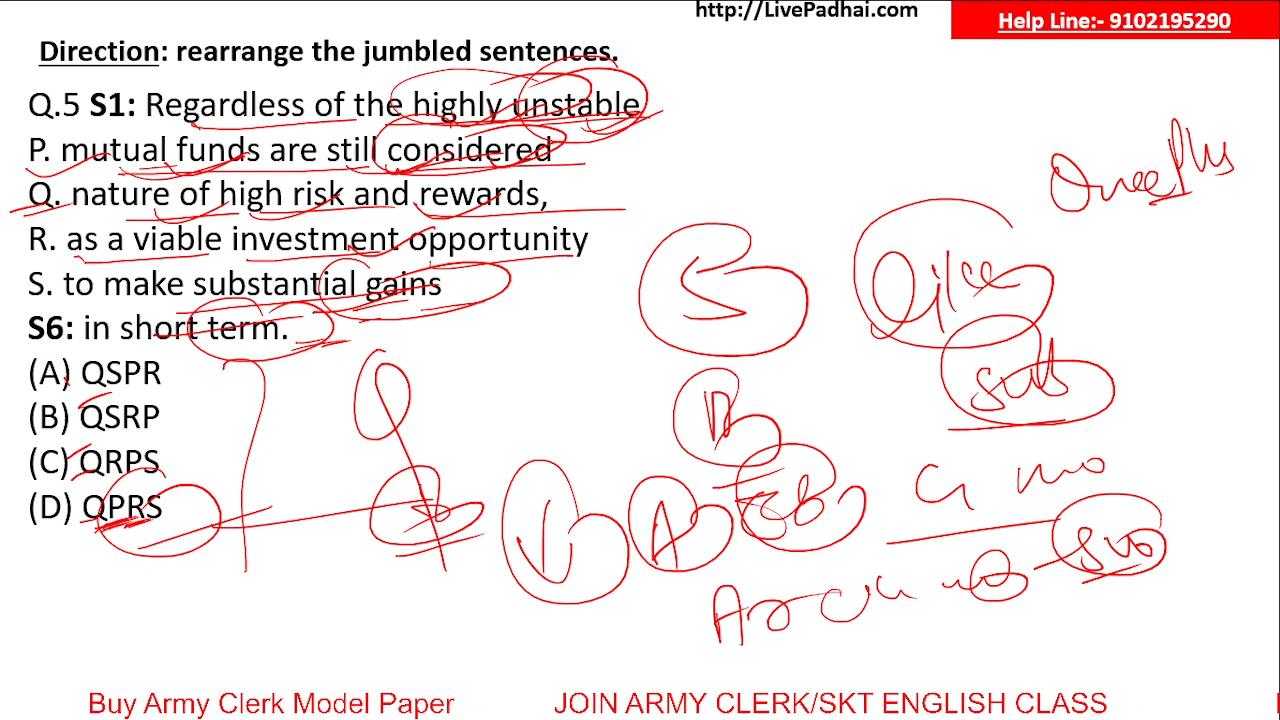 http://LivePadhai.com
Help Line:- 9102195290
Direction: rearrange the jumbled sentences.
Q.5 S1: Regardless of the highly unstable
P. mutual funds are still considered
Q. nature of high risk and rewards,
R. as a viable investment opportunity
S. to make substantial gains
S6: in short term.
(A) QSPR
(B) QSRP
(C) QRPS
(D) QPRS
Buy Army Clerk Model Paper
JOIN ARMY CLERK/SKT ENGLISH CLASS